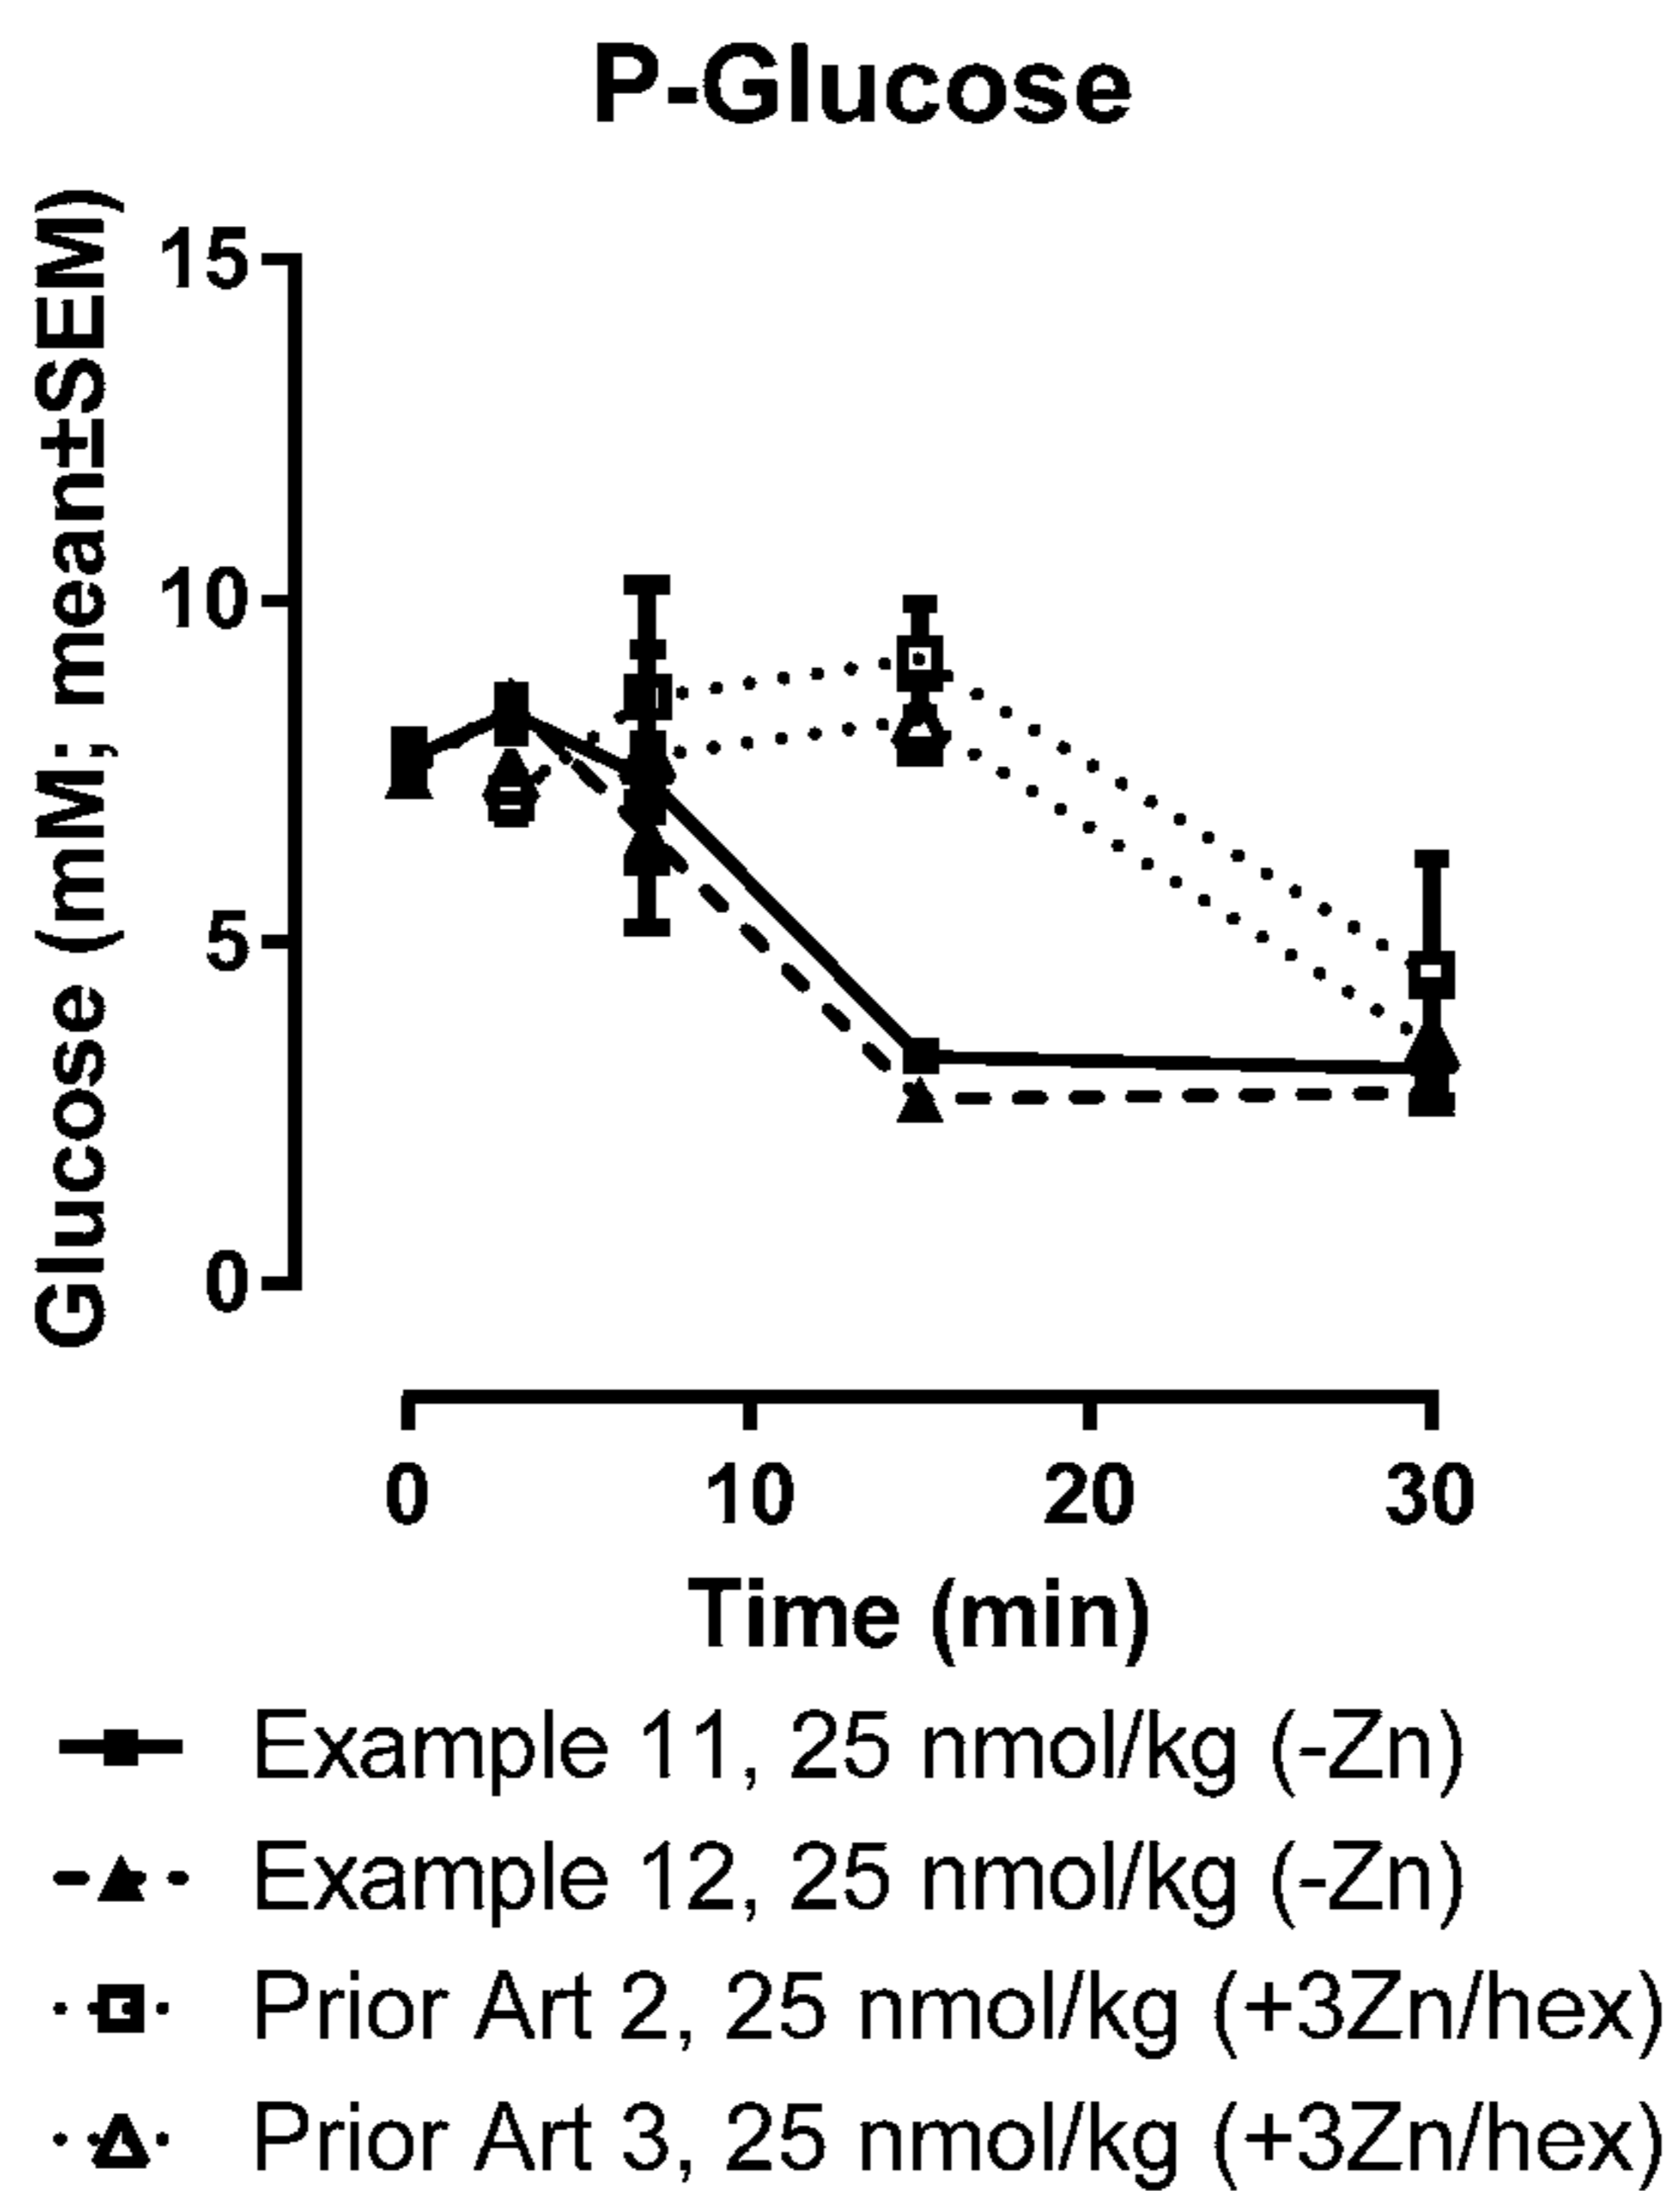 P-Glucose
Glucose (mM; mean±SEM)
15
10
5
0
0 10 20 30
Time (min)
Example 11, 25 nmol/kg (-Zn)
Example 12, 25 nmol/kg (-Zn)
Prior Art 2, 25 nmol/kg (+3Zn/hex)
Prior Art 3, 25 nmol/kg (+3Zn/hex)